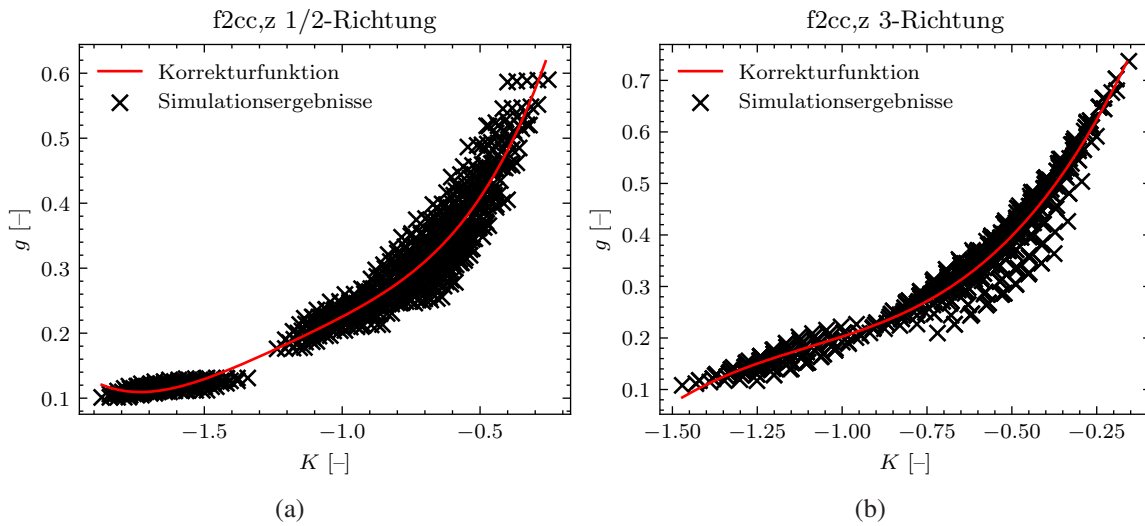 f2cc,z 1/2-Richtung
Korrekturfunktion
Simulationsergebnisse
0.6
0.5
0.4
0.3
0.2
0.1
g [–]
−1.5
−1.0
−0.5
K [–]
(a)
f2cc,z 3-Richtung
Korrekturfunktion
Simulationsergebnisse
0.7
0.6
0.5
0.4
0.3
0.2
0.1
g [–]
−1.50
−1.25
−1.00
−0.75
−0.50
−0.25
K [–]
(b)